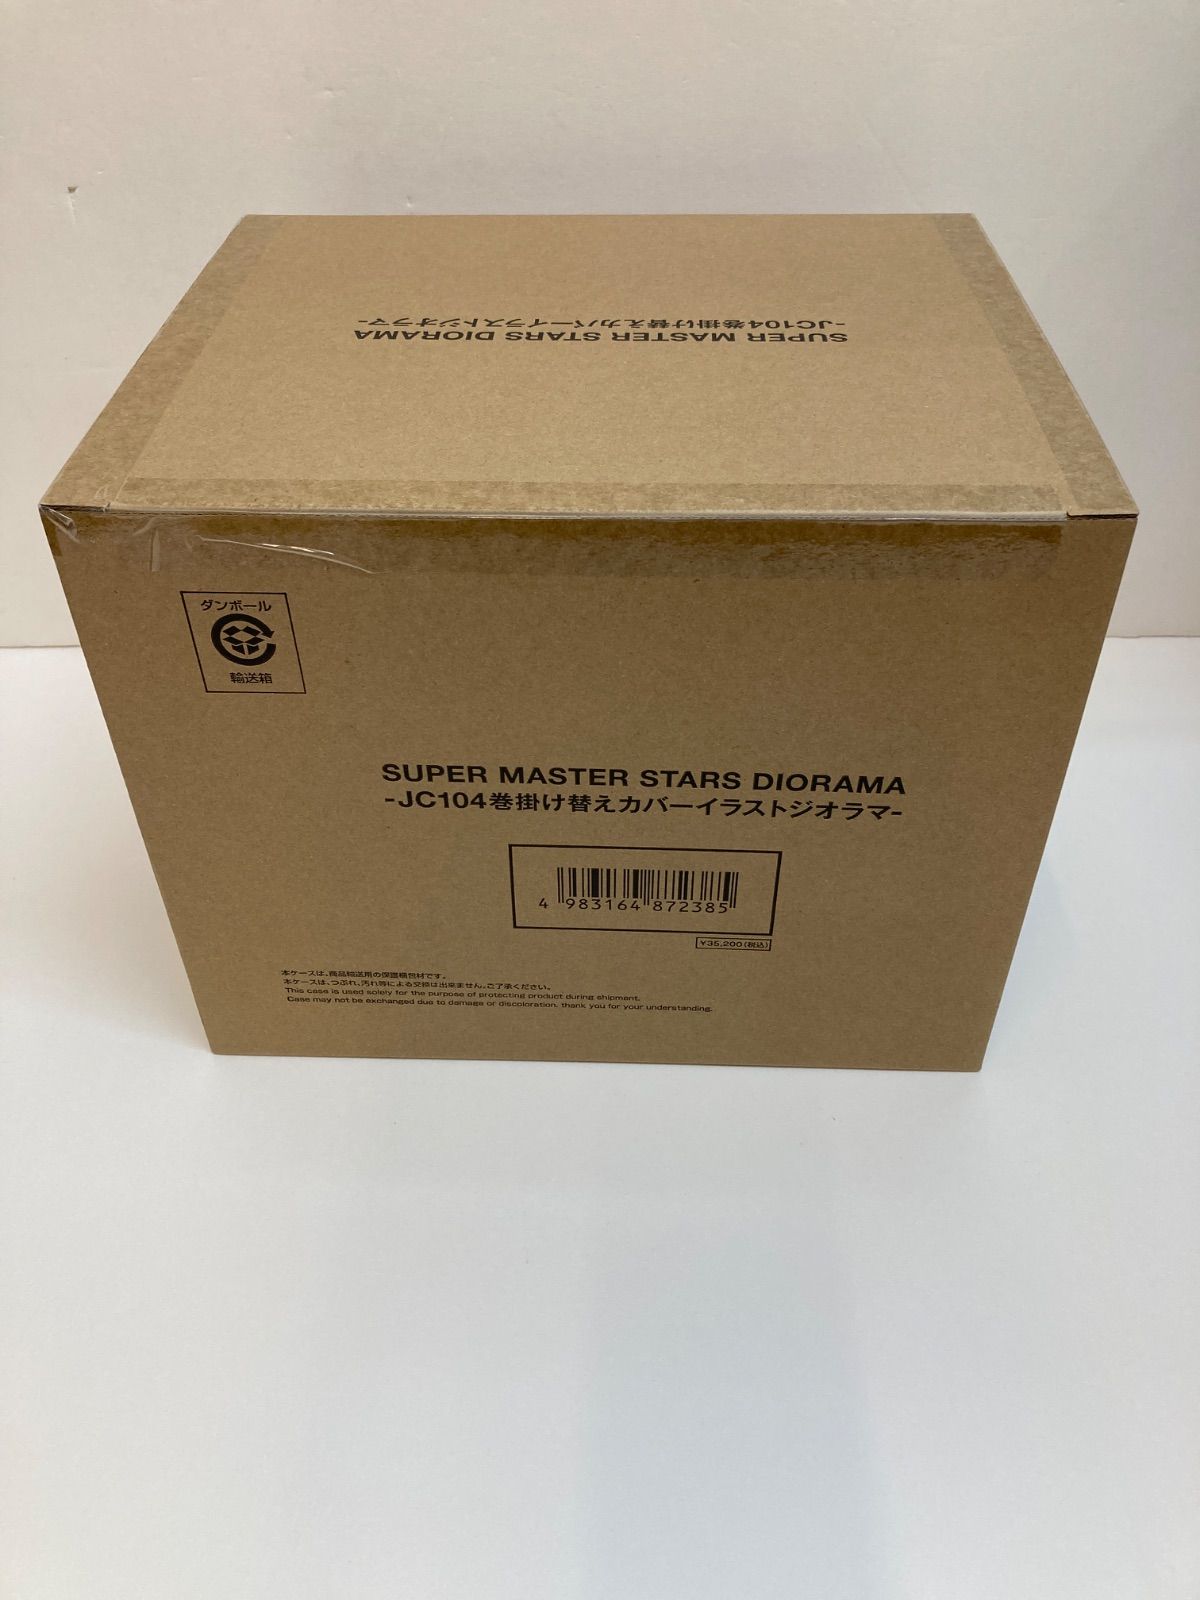 SUPER MASTER STARS DIORAMA
-JC104巻掛け替えカバーイラストジオラマ-
ダンボール
輸送箱
SUPER MASTER STARS DIORAMA
-JC104巻掛け替えカバーイラストジオラマ-
4 983164 872385
¥35,200(税込)
本ケースは、商品輸送用の保護梱包材です。
本ケースは、つぶれ、汚れ等による交換は出来ません。ご了承ください。
This case is used solely for the purpose of protecting product during shipment.
Case may not be exchanged due to damage or discoloration. thank you for your understanding.